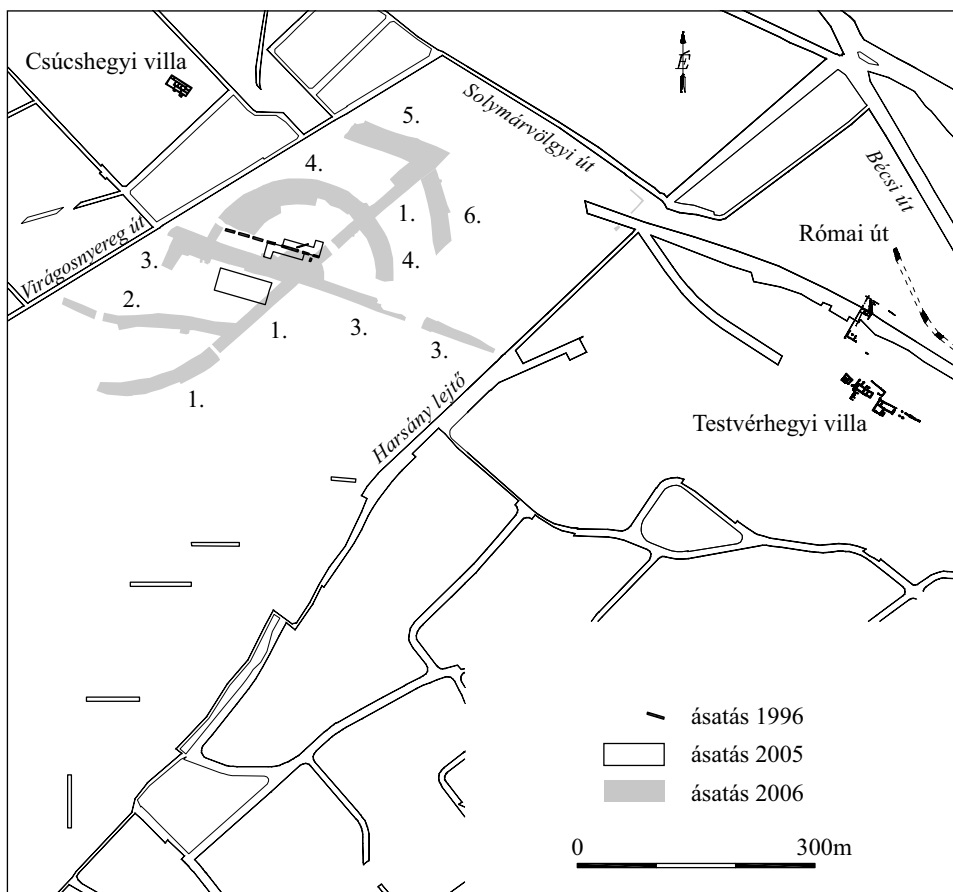 Csúcshegyi villa
É
Solymárvölgyi út
5.
4.
Bécsi út
1.
6.
Római út
Virágosnyereg út
3.
4.
2.
1.
3.
3.
1.
Harsány lejtő
Testvérhegyi villa
ásatás 1996
ásatás 2005
ásatás 2006
0 300m